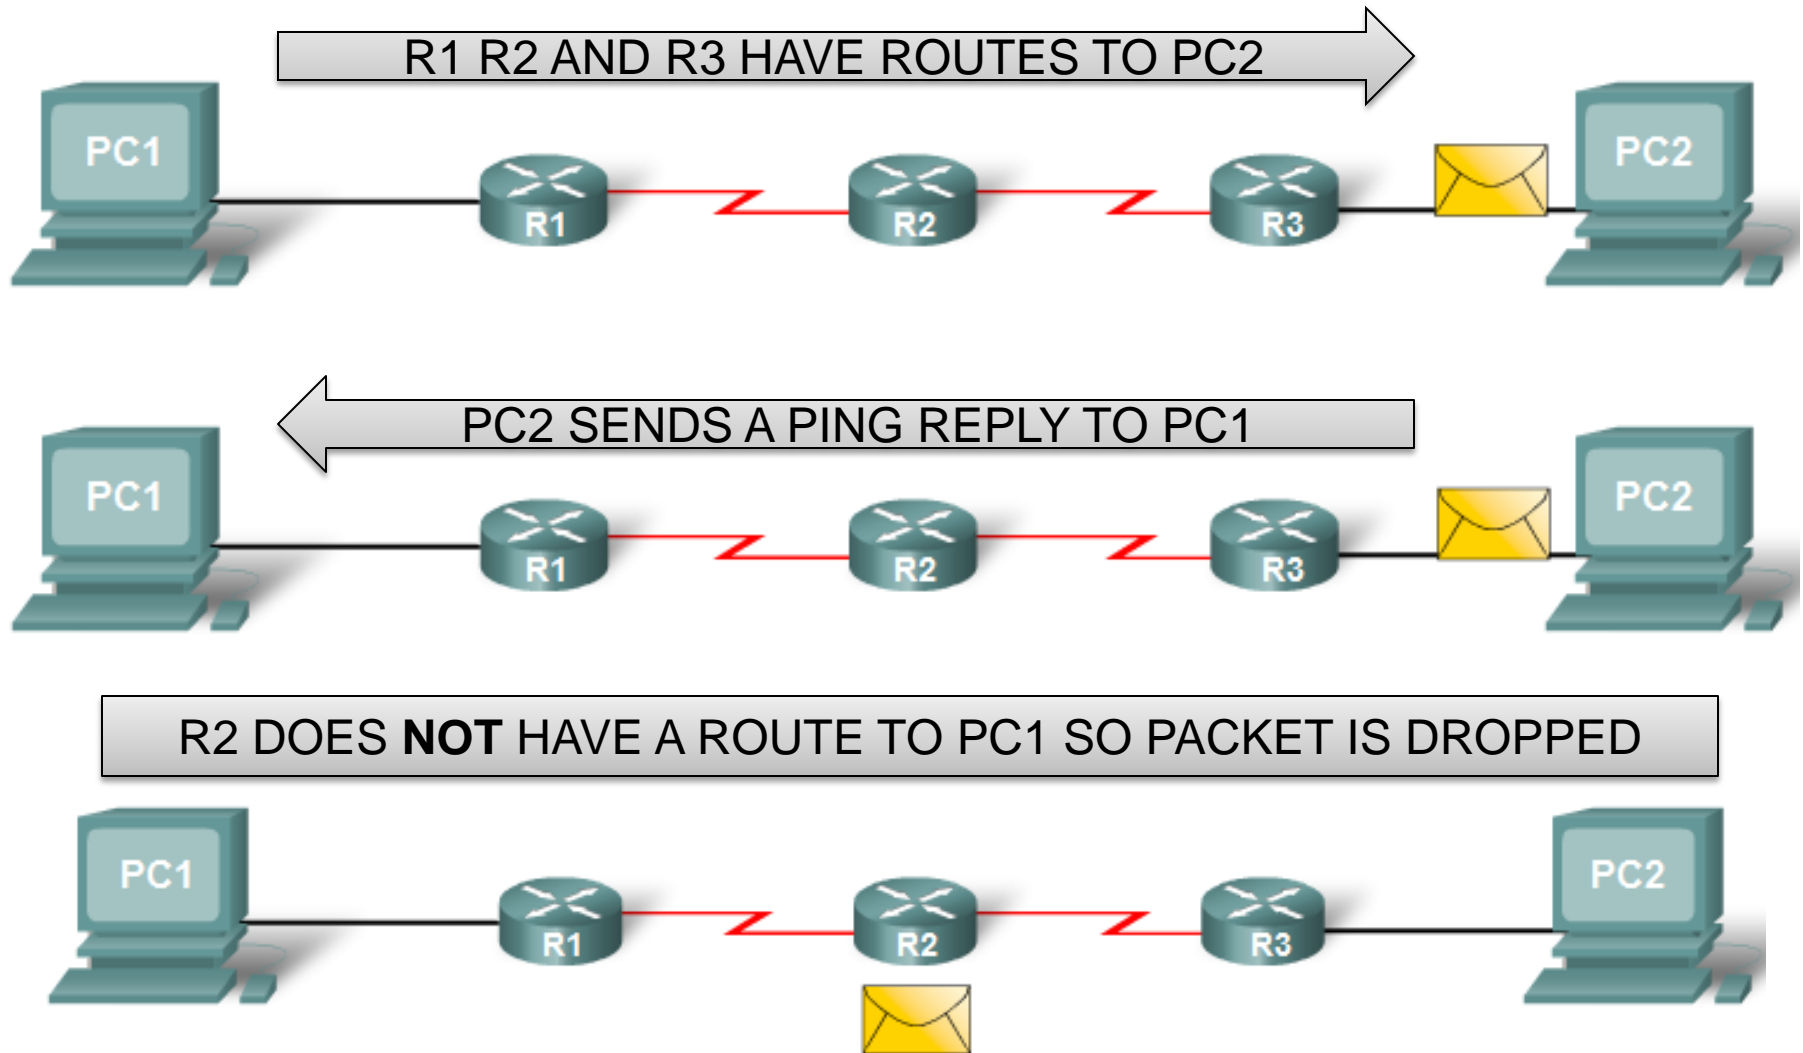 R1 R2 AND R3 HAVE ROUTES TO PC2
PC1
R1
R2
R3
PC2
PC2 SENDS A PING REPLY TO PC1
PC1
R1
R2
R3
PC2
R2 DOES NOT HAVE A ROUTE TO PC1 SO PACKET IS DROPPED
PC1
R1
R2
R3
PC2